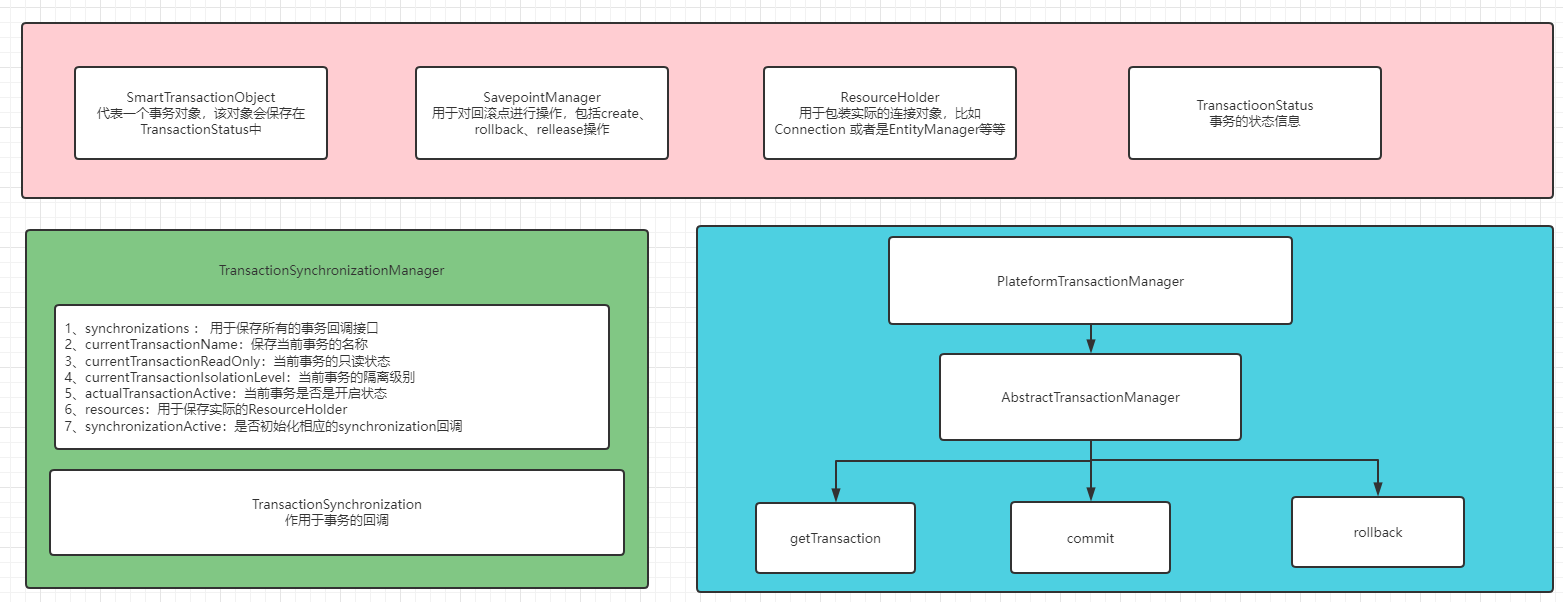 SmartTransactionObject
代表一个事务对象，该对象会保存在
TransactionStatus中
SavepointManager
用于对回滚点进行操作，包括create、
rollback、rellease操作
ResourceHolder
用于包装实际的连接对象，比如
Connection 或者是EntityManager等等
TransactioonStatus
事务的状态信息
TransactionSynchronizationManager
1、synchronizations ： 用于保存所有的事务回调接口
2、currentTransactionName：保存当前事务的名称
3、currentTransactionReadOnly：当前事务的只读状态
4、currentTransactionIsolationLevel：当前事务的隔离级别
5、actualTransactionActive：当前事务是否是开启状态
6、resources：用于保存实际的ResourceHolder
7、synchronizationActive：是否初始化相应的synchronization回调
TransactionSynchronization
作用于事务的回调
PlateformTransactionManager
AbstractTransactionManager
getTransaction
commit
rollback